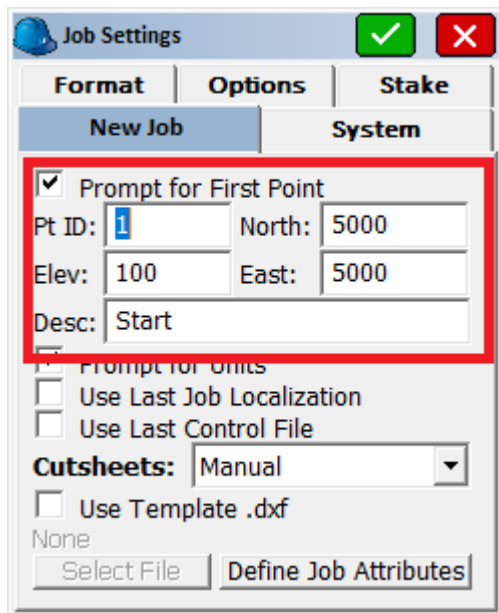 Job Settings
Format Options Stake
New Job System
Prompt for First Point
Pt ID: 1 North: 5000
Elev: 100 East: 5000
Desc: Start
Prompt for Units
Use Last Job Localization
Use Last Control File
Cutsheets: Manual
Use Template .dxf
None
Select File Define Job Attributes